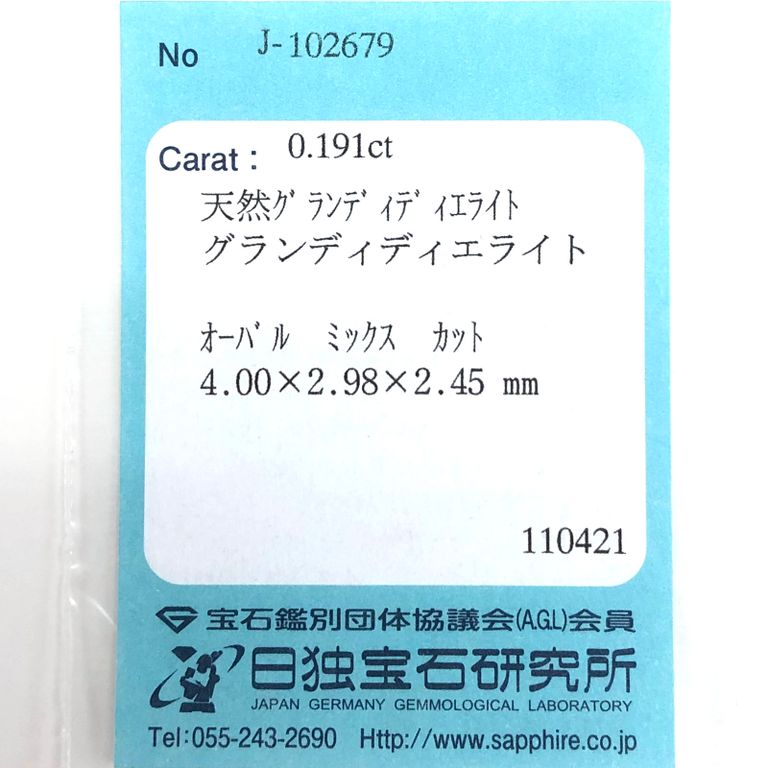 No J-102679
Carat : 0.191ct
天然ｸﾞﾗﾝﾃﾞｨﾃﾞｨｴﾗｲﾄ
グランディディエライト
ｵｰﾊﾞﾙ ﾐｯｸｽ ｶｯﾄ
4.00×2.98×2.45 mm
110421
宝石鑑別団体協議会(A.G.L)会員
日独宝石研究所
JAPAN GERMANY GEMMOLOGICAL LABORATORY
Tel:055-243-2690 Http://www.sapphire.co.jp